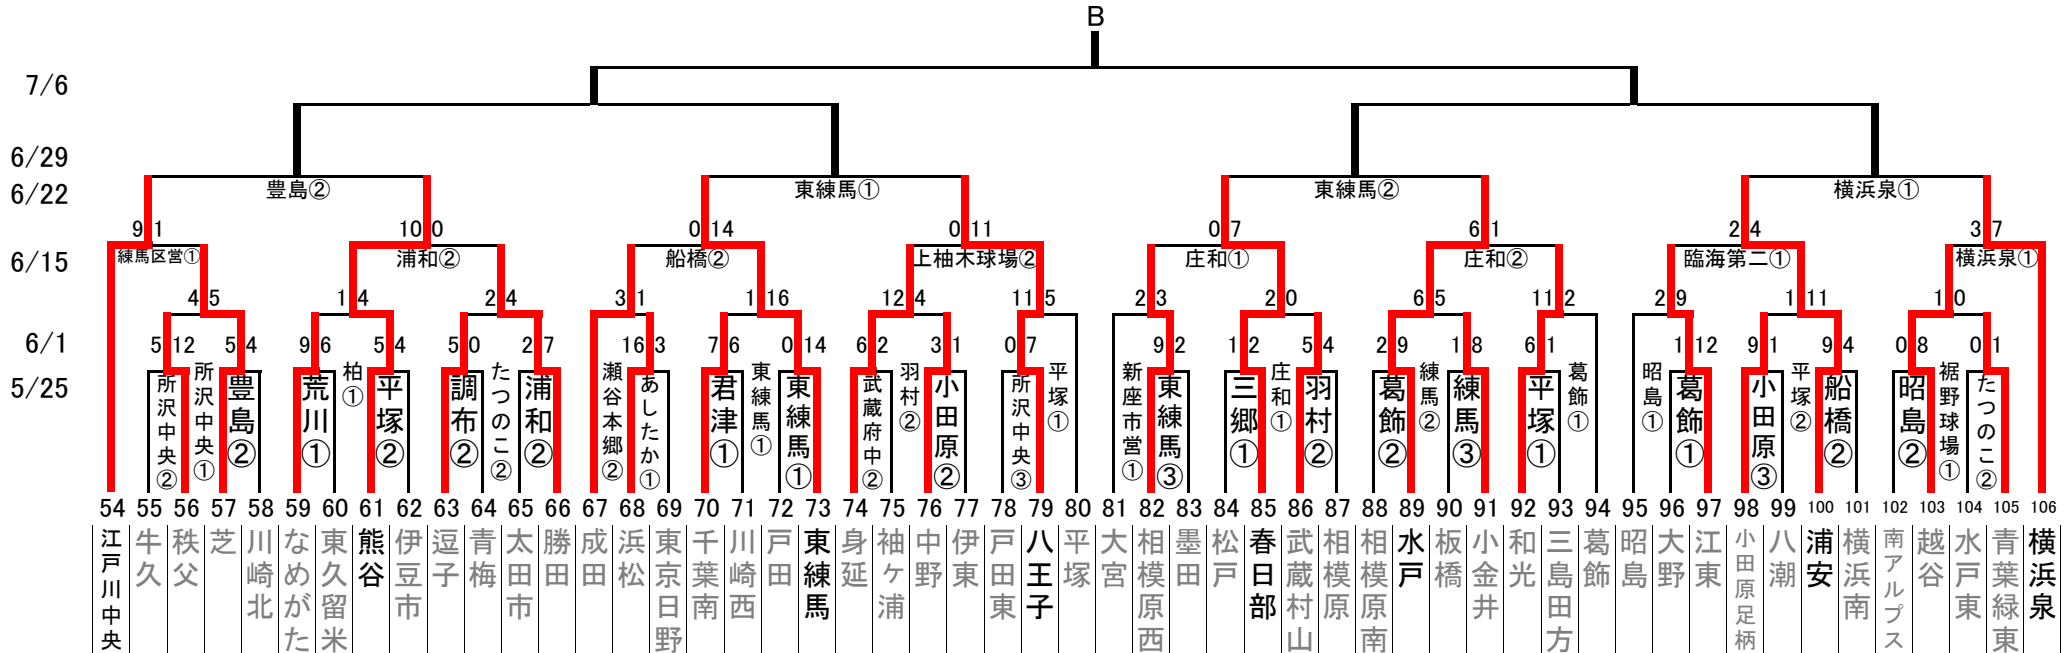 B
7/6
6/29
6/22
豊島② 東練馬① 東練馬② 横浜泉①
9 1 10 0 0 14 0 11 0 7 6 1 2 4 3 7
6/15
練馬区営① 浦和② 船橋② 上柚木球場② 庄和① 庄和② 臨海第二① 横浜泉①
4 5 1 4 2 4 3 1 1 16 12 4 11 5 2 3 2 0 6 5 11 2 2 9 1 11 1 0
6/1
5 12 5 4 9 6 5 4 5 0 2 7 16 3 7 6 0 14 6 2 3 1 0 7 9 2 1 2 5 4 2 9 1 8 6 1 1 12 9 1 9 4 0 8 0 1
5/25
所沢中央②
所沢中央①
豊島②
荒川①
柏①
平塚②
調布②
たつのこ②
浦和②
瀬谷本郷②
あしたか①
君津①
東練馬①
東練馬①
武蔵府中②
羽村②
小田原②
所沢中央③
平塚①
新座市営①
東練馬③
三郷①
庄和①
羽村②
葛飾②
練馬②
練馬③
平塚①
葛飾①
昭島①
葛飾①
小田原③
平塚②
船橋②
昭島②
裾野球場①
たつのこ②
54 55 56 57 58 59 60 61 62 63 64 65 66 67 68 69 70 71 72 73 74 75 76 77 78 79 80 81 82 83 84 85 86 87 88 89 90 91 92 93 94 95 96 97 98 99 100 101 102 103 104 105 106
江戸川中央
牛久
秩父
芝
川崎北
なめがた
東久留米
熊谷
伊豆市
逗子
青梅
太田市
勝田
成田
浜松
東京日野
千葉南
川崎西
戸田
東練馬
身延
袖ヶ浦
中野
伊東
戸田東
八王子
平塚
大宮
相模原西
墨田
松戸
春日部
武蔵村山
相模原
相模原南
水戸
板橋
小金井
和光
三島田方
葛飾
昭島
大野
江東
小田原足柄
八潮
浦安
横浜南
南アルプス
越谷
水戸東
青葉緑東
横浜泉